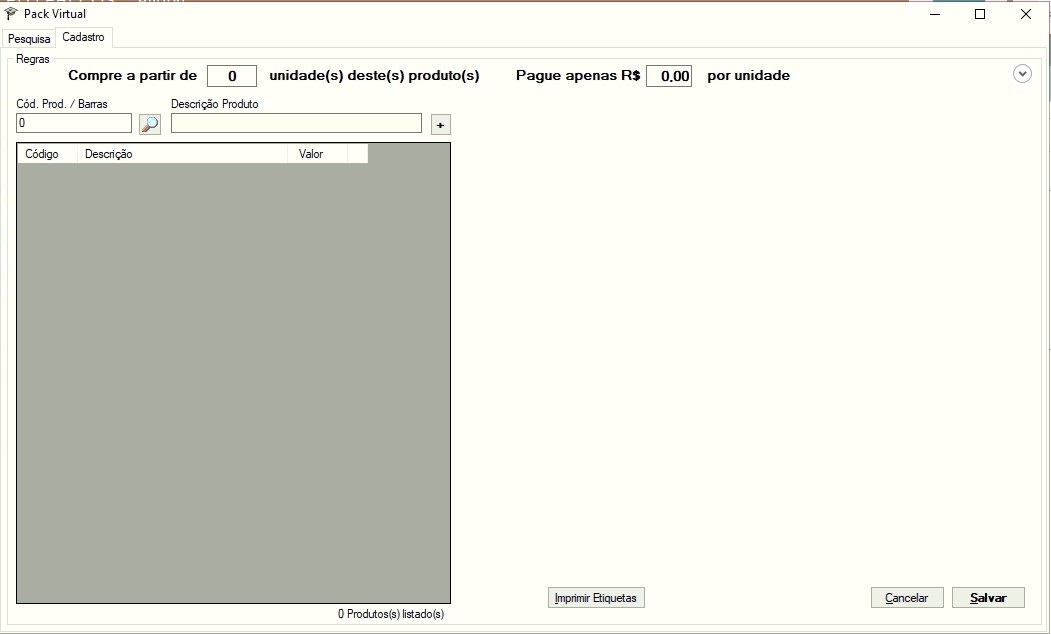 Pack Virtual
Pesquisa Cadastro
Regras
Compre a partir de 0 unidade(s) deste(s) produto(s) Pague apenas R$ 0,00 por unidade
Cód. Prod. / Barras Descrição Produto
0 +
Código Descrição Valor
Imprimir Etiquetas Cancelar Salvar
0 Produtos(s) listado(s)